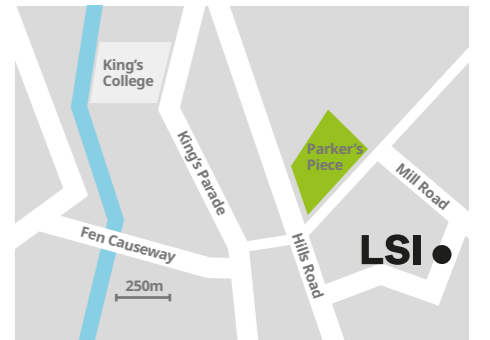 King's
College
King's Parade
Parker's
Piece
Mill Road
Fen Causeway
Hills Road
LSI
250m